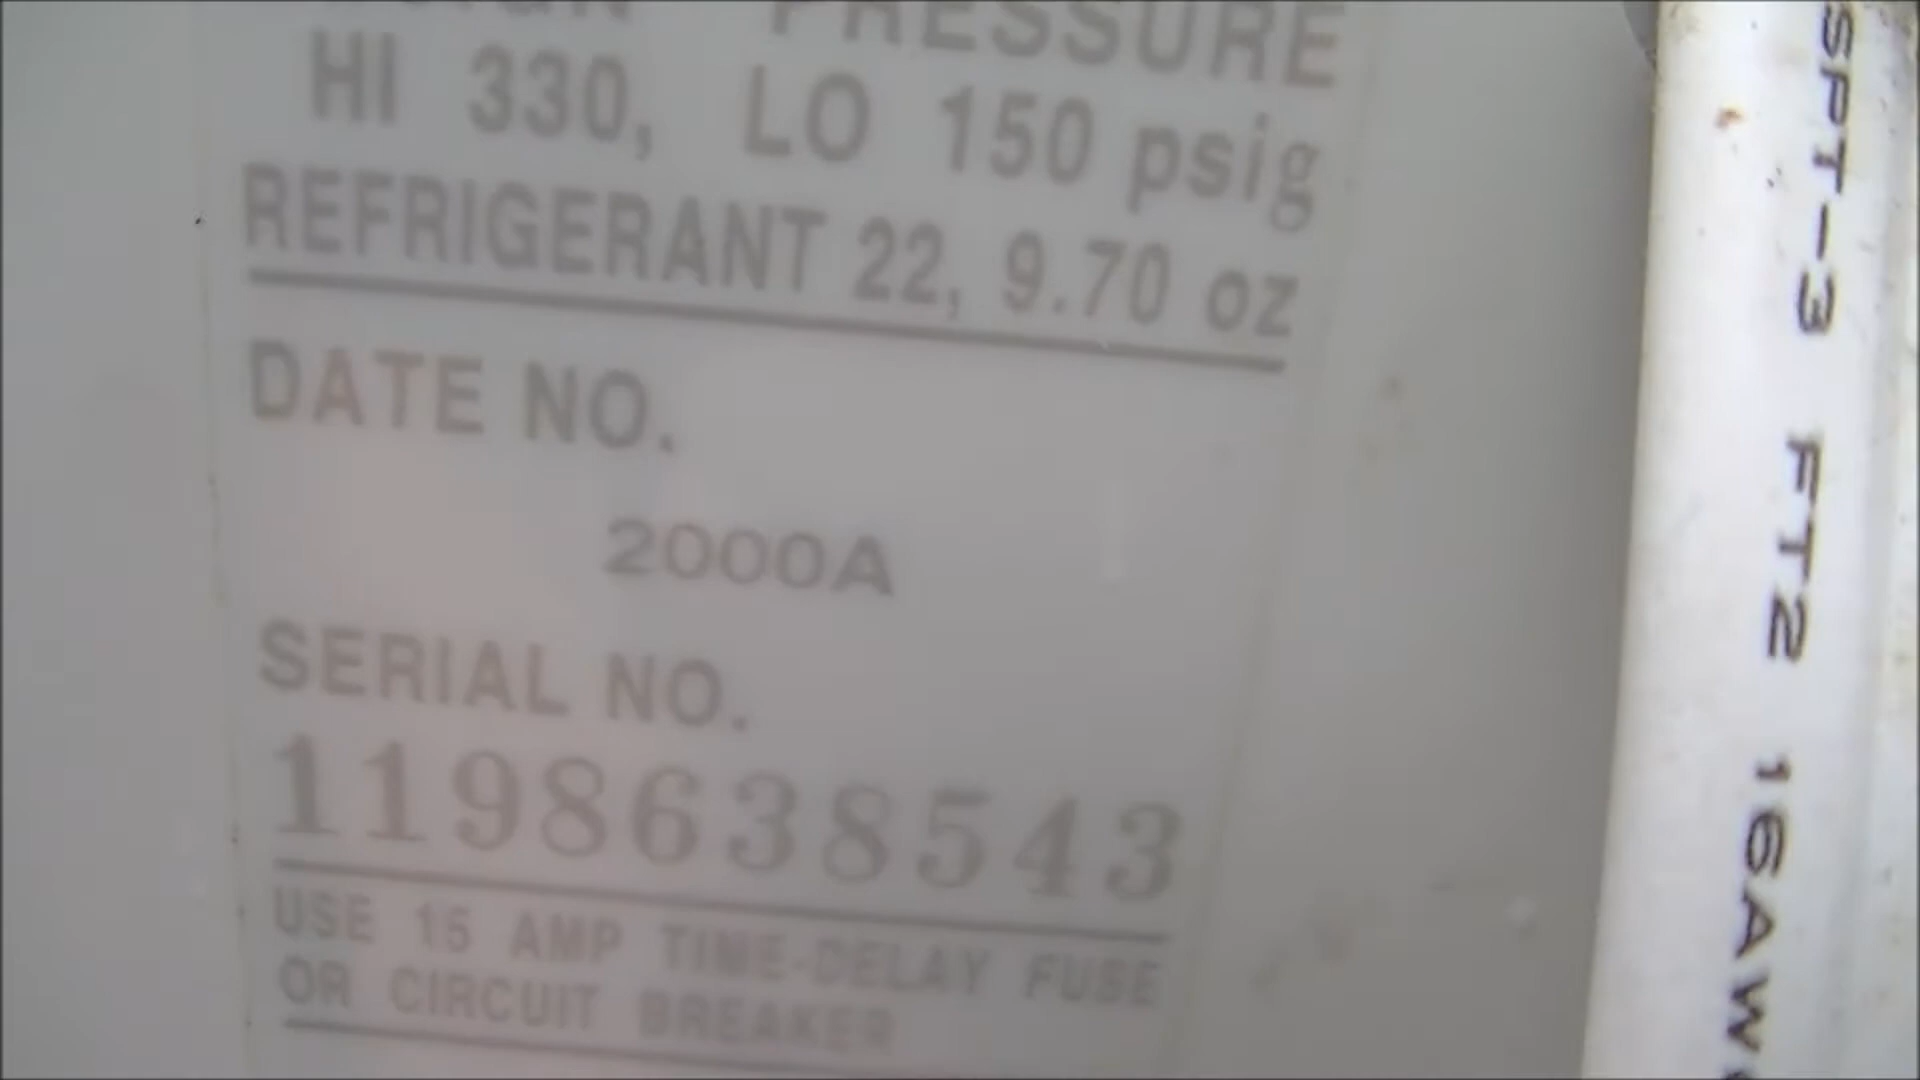 PRESSURE
HI 330, LO 150 psig
REFRIGERANT 22, 9.70 oz
DATE NO.
2000A
SERIAL NO.
1198638543
USE 15 AMP TIME-DELAY FUSE
OR CIRCUIT BREAKER
SPT-3 FT2 16AW